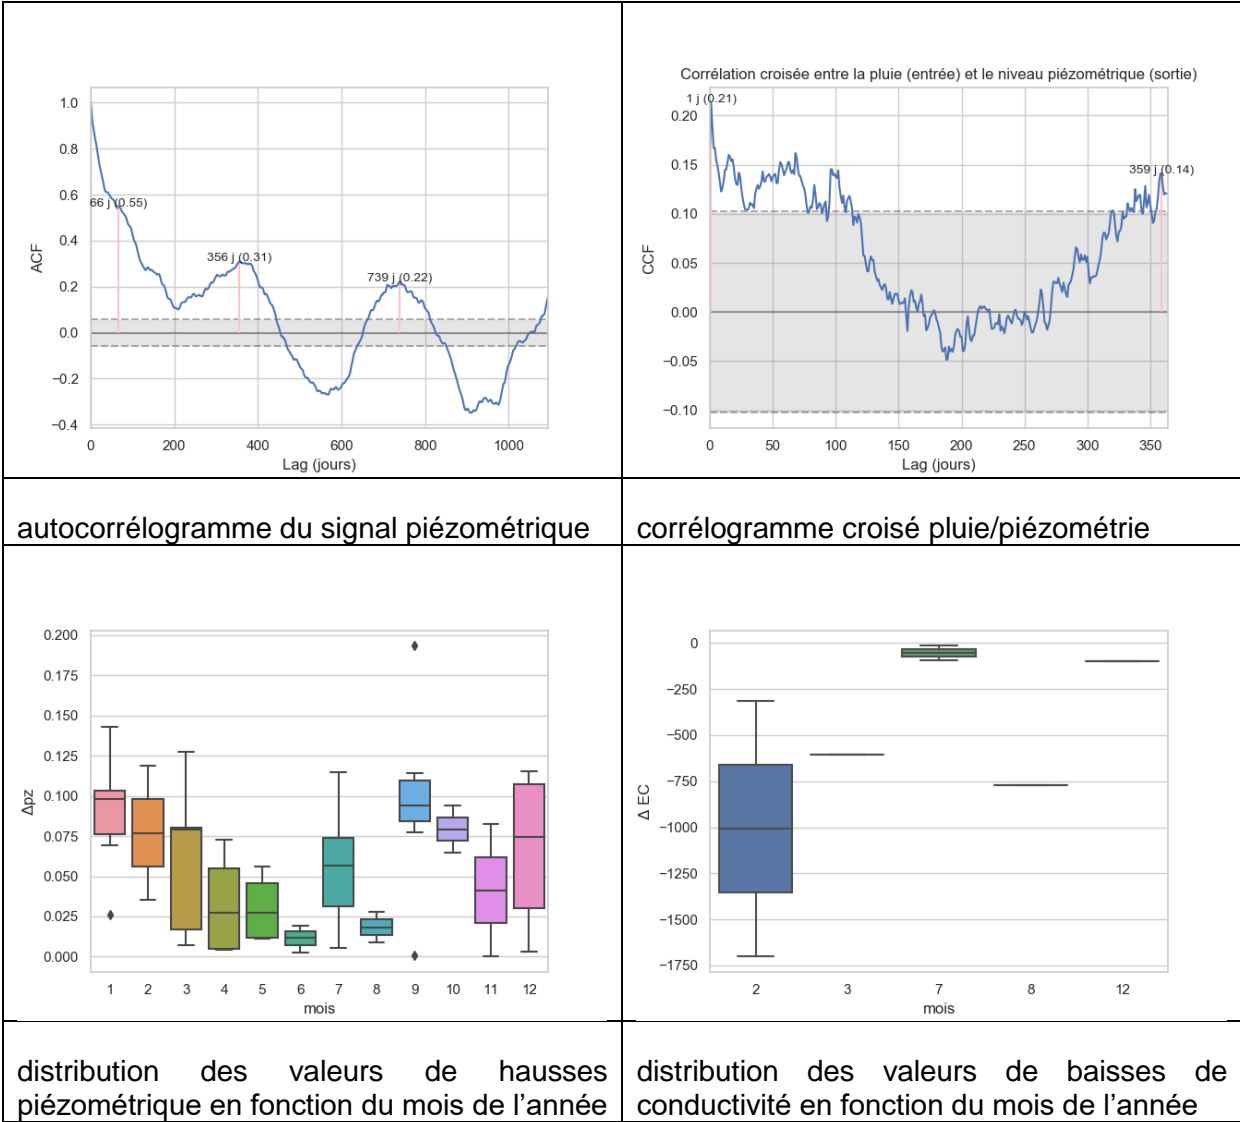 1.0
0.8
0.6
0.4
0.2
0.0
−0.2
−0.4
ACF
66 j (0.55)
356 j (0.31)
739 j (0.22)
0 200 400 600 800 1000
Lag (jours)
autocorrélogramme du signal piézométrique
Corrélation croisée entre la pluie (entrée) et le niveau piézométrique (sortie)
1 j (0.21)
359 j (0.14)
0.20
0.15
0.10
0.05
0.00
−0.05
−0.10
CCF
0 50 100 150 200 250 300 350
Lag (jours)
corrélogramme croisé pluie/piézométrie
0.200
0.175
0.150
0.125
0.100
0.075
0.050
0.025
0.000
Δpz
1 2 3 4 5 6 7 8 9 10 11 12
mois
distribution des valeurs de hausses
piézométrique en fonction du mois de l’année
0
−250
−500
−750
−1000
−1250
−1500
−1750
Δ EC
2 3 7 8 12
mois
distribution des valeurs de baisses de
conductivité en fonction du mois de l’année